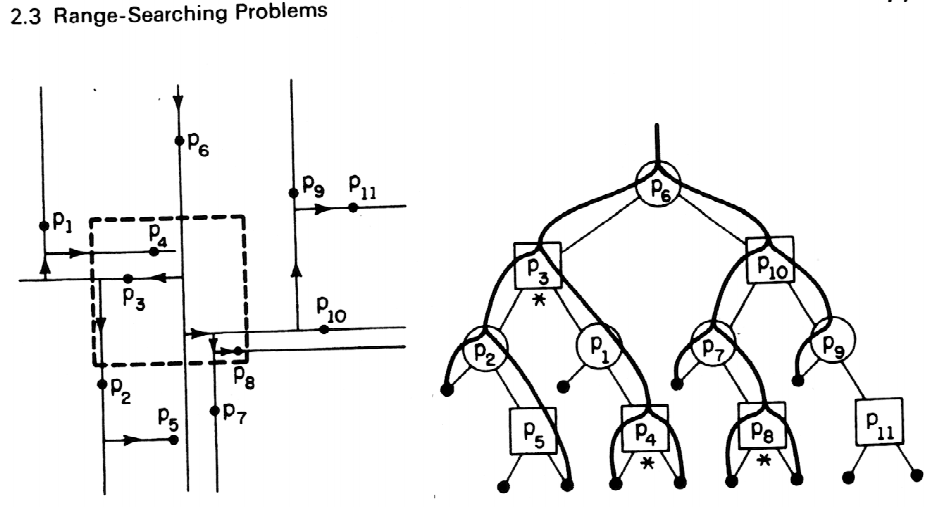 2.3 Range-Searching Problems
p6
p9 p11
p1
p4
p3
p10
p8
p2
p7
p5
p6
p3
*
p10
p2
p1
p7
p9
p5
p4
*
p8
*
p11